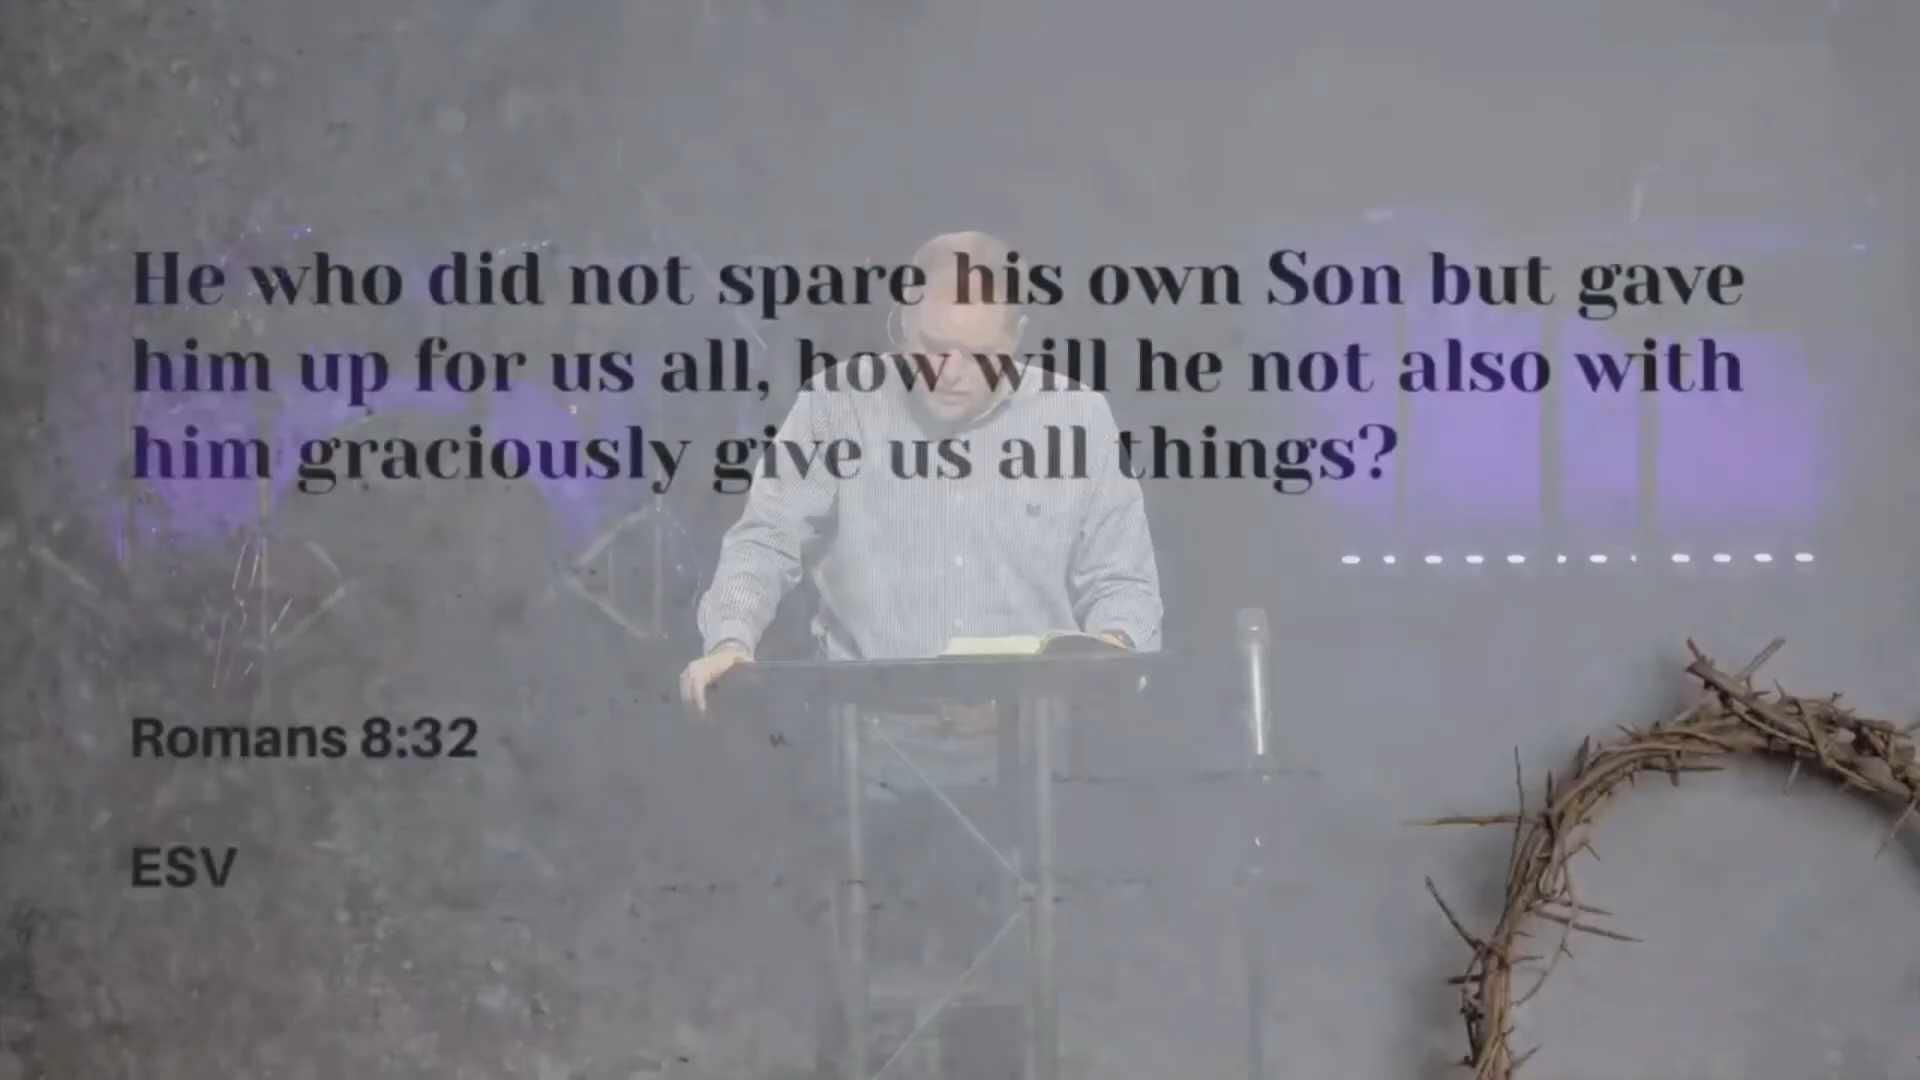 He who did not spare his own Son but gave
him up for us all, how will he not also with
him graciously give us all things?
Romans 8:32
ESV